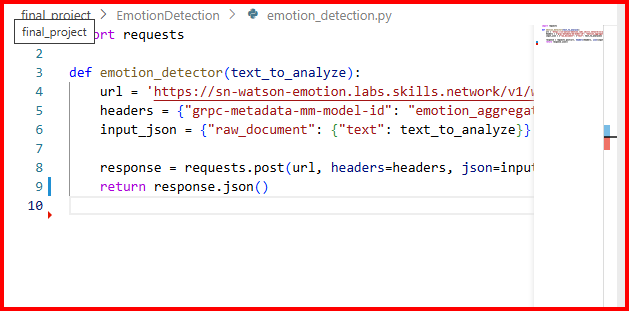 final_project > EmotionDetection > emotion_detection.py
final_project
rt requests
2
3 def emotion_detector(text_to_analyze):
4 url = 'https://sn-watson-emotion.labs.skills.network/v1/w
5 headers = {"grpc-metadata-mm-model-id": "emotion_aggregat
6 input_json = {"raw_document": {"text": text_to_analyze}}
7
8 response = requests.post(url, headers=headers, json=input
9 return response.json()
10